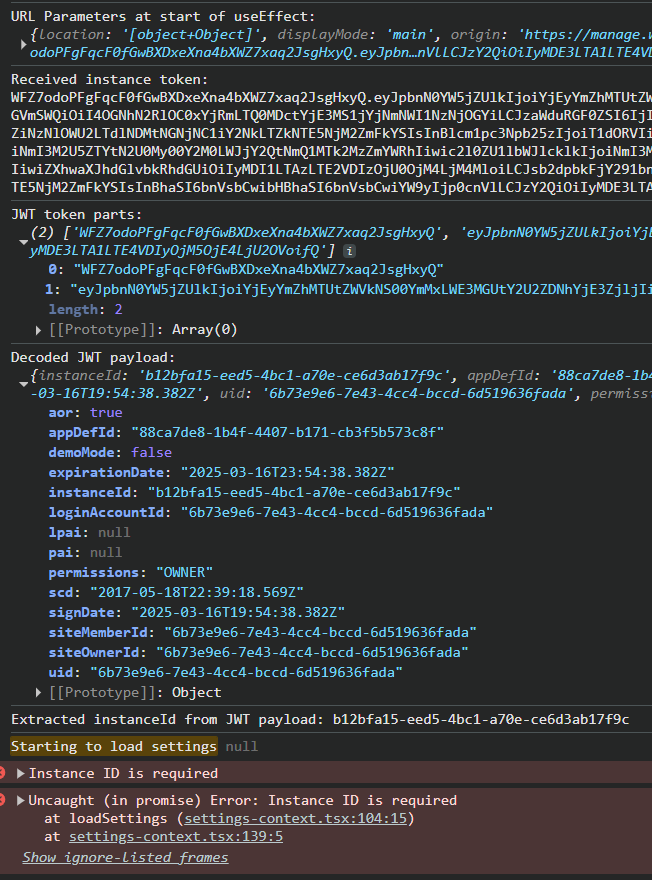 URL Parameters at start of useEffect:
{location: '[object+Object]', displayMode: 'main', origin: 'https://manage.w
odoPFgFqcF0fGwBXDxeXna4bXWZ7xaq2JsgHxyQ.eyJpbn…nVlLCJzY2QiOiIyMDE3LTA1LTE4VD
Received instance token:
WFZ7odoPFgFqcF0fGwBXDxeXna4bXWZ7xaq2JsgHxyQ.eyJpbnN0YW5jZUlkIjoiYjEyYmZhMTUtZW
GVmSWQiOiI4OGNhN2RlOC0xYjRmLTQ0MDctYjE3MS1jYjNmNWI1NzNjOGYiLCJzaWduRGF0ZSI6IjI
ZiNzNlOWU2LTdlNDMtNGNjNC1iY2NkLTZkNTE5NjM2ZmFkYSIsInBlcm1pc3Npb25zIjoiT1dORVIi
iNmI3M2U5ZTYtN2U0My00Y2M0LWJjY2QtNmQ1MTk2MzZmYWRhIiwic2l0ZU1lbWJlcklkIjoiNmI3M
IiwiZXhwaXJhdGlvbkRhdGUiOiIyMDI1LTAzLTE2VDIzOjU0OjM4LjM4MloiLCJsb2dpbkFjY291bn
TE5NjM2ZmFkYSIsInBhaSI6bnVsbCwibHBhaSI6bnVsbCwiYW9yIjp0cnVlLCJzY2QiOiIyMDE3LTA
JWT token parts:
(2) ['WFZ7odoPFgFqcF0fGwBXDxeXna4bXWZ7xaq2JsgHxyQ', 'eyJpbnN0YW5jZUlkIjoiYjE
yMDE3LTA1LTE4VDIyOjM5OjE4LjU2OVoifQ']
0: "WFZ7odoPFgFqcF0fGwBXDxeXna4bXWZ7xaq2JsgHxyQ"
1: "eyJpbnN0YW5jZUlkIjoiYjEyYmZhMTUtZWVkNS00YmMxLWE3MGUtY2U2ZDNhYjE3ZjljIi
length: 2
[[Prototype]]: Array(0)
Decoded JWT payload:
{instanceId: 'b12bfa15-eed5-4bc1-a70e-ce6d3ab17f9c', appDefId: '88ca7de8-1b4
-03-16T19:54:38.382Z', uid: '6b73e9e6-7e43-4cc4-bccd-6d519636fada', permiss
aor: true
appDefId: "88ca7de8-1b4f-4407-b171-cb3f5b573c8f"
demoMode: false
expirationDate: "2025-03-16T23:54:38.382Z"
instanceId: "b12bfa15-eed5-4bc1-a70e-ce6d3ab17f9c"
loginAccountId: "6b73e9e6-7e43-4cc4-bccd-6d519636fada"
lpai: null
pai: null
permissions: "OWNER"
scd: "2017-05-18T22:39:18.569Z"
signDate: "2025-03-16T19:54:38.382Z"
siteMemberId: "6b73e9e6-7e43-4cc4-bccd-6d519636fada"
siteOwnerId: "6b73e9e6-7e43-4cc4-bccd-6d519636fada"
uid: "6b73e9e6-7e43-4cc4-bccd-6d519636fada"
[[Prototype]]: Object
Extracted instanceId from JWT payload: b12bfa15-eed5-4bc1-a70e-ce6d3ab17f9c
Starting to load settings null
Instance ID is required
Uncaught (in promise) Error: Instance ID is required
at loadSettings (settings-context.tsx:104:15)
at settings-context.tsx:139:5
Show ignore-listed frames